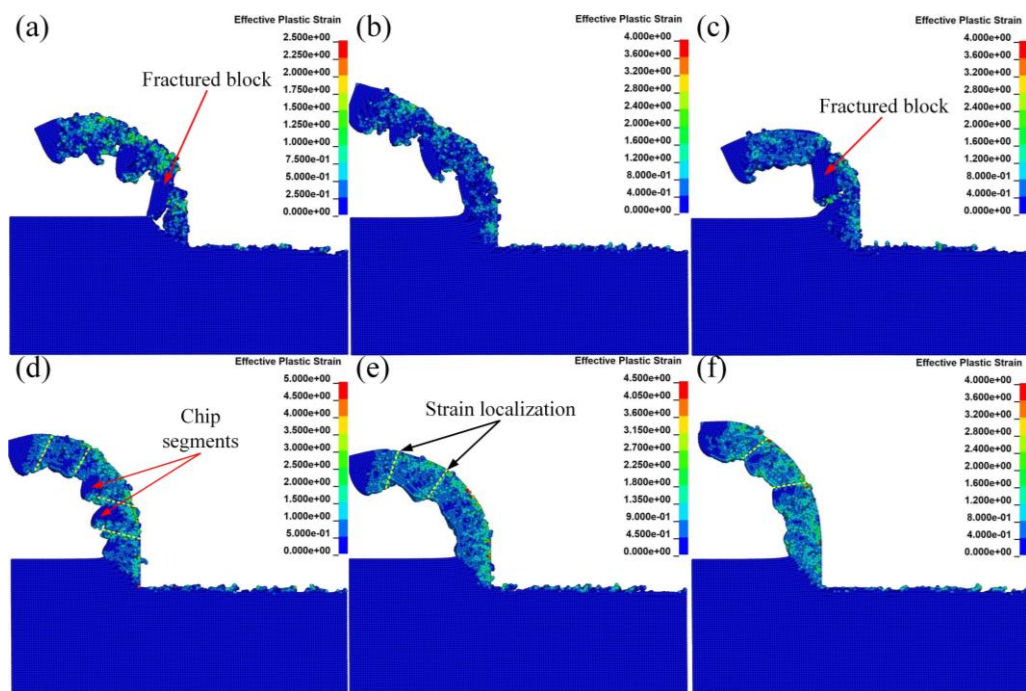 (a)
Effective Plastic Strain
2.500e+00
2.250e+00
2.000e+00
1.750e+00
1.500e+00
1.250e+00
1.000e+00
7.500e-01
5.000e-01
2.500e-01
0.000e+00
Fractured block
(b)
Effective Plastic Strain
4.000e+00
3.600e+00
3.200e+00
2.800e+00
2.400e+00
2.000e+00
1.600e+00
1.200e+00
8.000e-01
4.000e-01
0.000e+00
(c)
Effective Plastic Strain
4.000e+00
3.600e+00
3.200e+00
2.800e+00
2.400e+00
2.000e+00
1.600e+00
1.200e+00
8.000e-01
4.000e-01
0.000e+00
Fractured block
(d)
Effective Plastic Strain
5.000e+00
4.500e+00
4.000e+00
3.500e+00
3.000e+00
2.500e+00
2.000e+00
1.500e+00
1.000e+00
5.000e-01
0.000e+00
Chip
segments
(e)
Effective Plastic Strain
4.500e+00
4.050e+00
3.600e+00
3.150e+00
2.700e+00
2.250e+00
1.800e+00
1.350e+00
9.000e-01
4.500e-01
0.000e+00
Strain localization
(f)
Effective Plastic Strain
4.000e+00
3.600e+00
3.200e+00
2.800e+00
2.400e+00
2.000e+00
1.600e+00
1.200e+00
8.000e-01
4.000e-01
0.000e+00